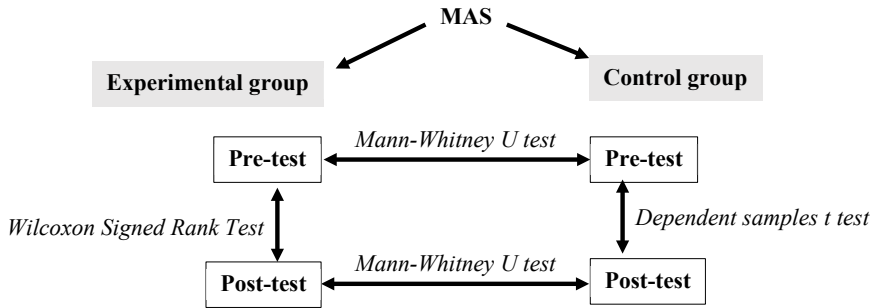 MAS
Experimental group
Control group
Mann-Whitney U test
Pre-test
Pre-test
Wilcoxon Signed Rank Test
Dependent samples t test
Mann-Whitney U test
Post-test
Post-test